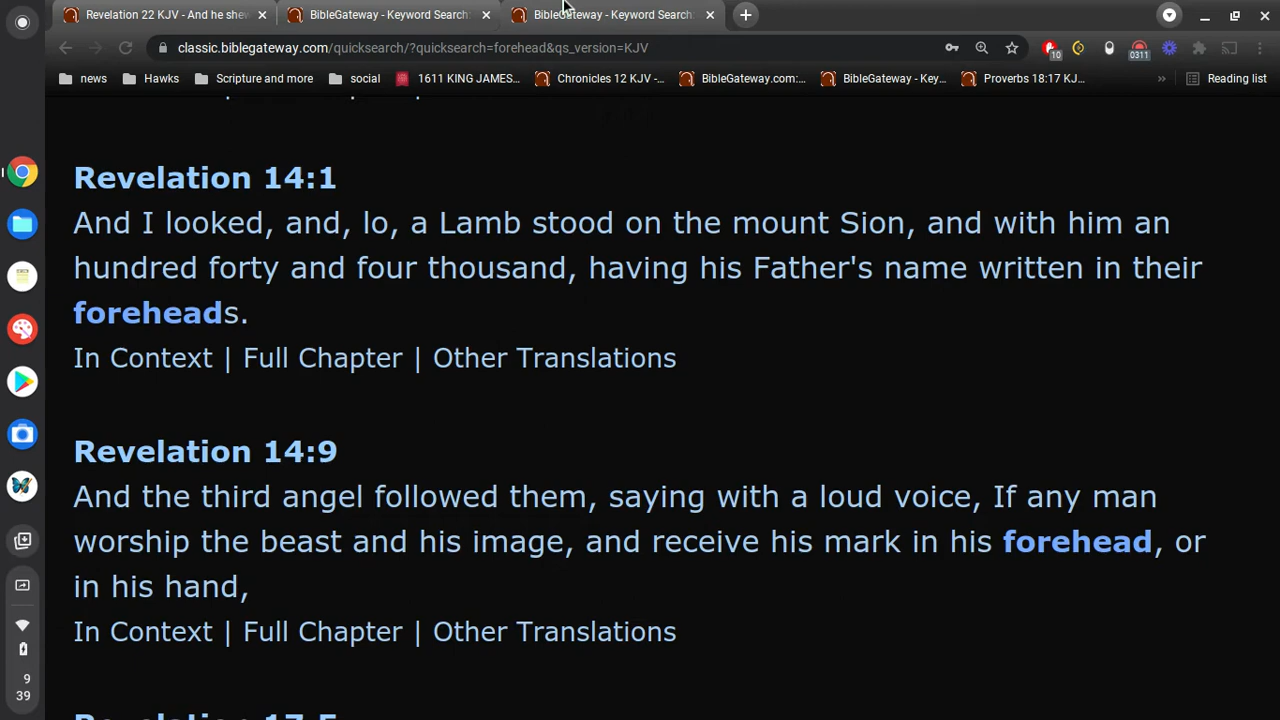 Revelation 22 KJV - And he shew
BibleGateway - Keyword Search:
BibleGateway - Keyword Search:
classic.biblegateway.com/quicksearch/?quicksearch=forehead&qs_version=KJV
10
0311
news
Hawks
Scripture and more
social
1611 KING JAMES...
Chronicles 12 KJV -...
BibleGateway.com:...
BibleGateway - Key...
Proverbs 18:17 KJ...
»
Reading list
Revelation 14:1
And I looked, and, lo, a Lamb stood on the mount Sion, and with him an
hundred forty and four thousand, having his Father's name written in their
foreheads.
In Context | Full Chapter | Other Translations
Revelation 14:9
And the third angel followed them, saying with a loud voice, If any man
worship the beast and his image, and receive his mark in his forehead, or
in his hand,
In Context | Full Chapter | Other Translations
Revelation 17:5
9
39